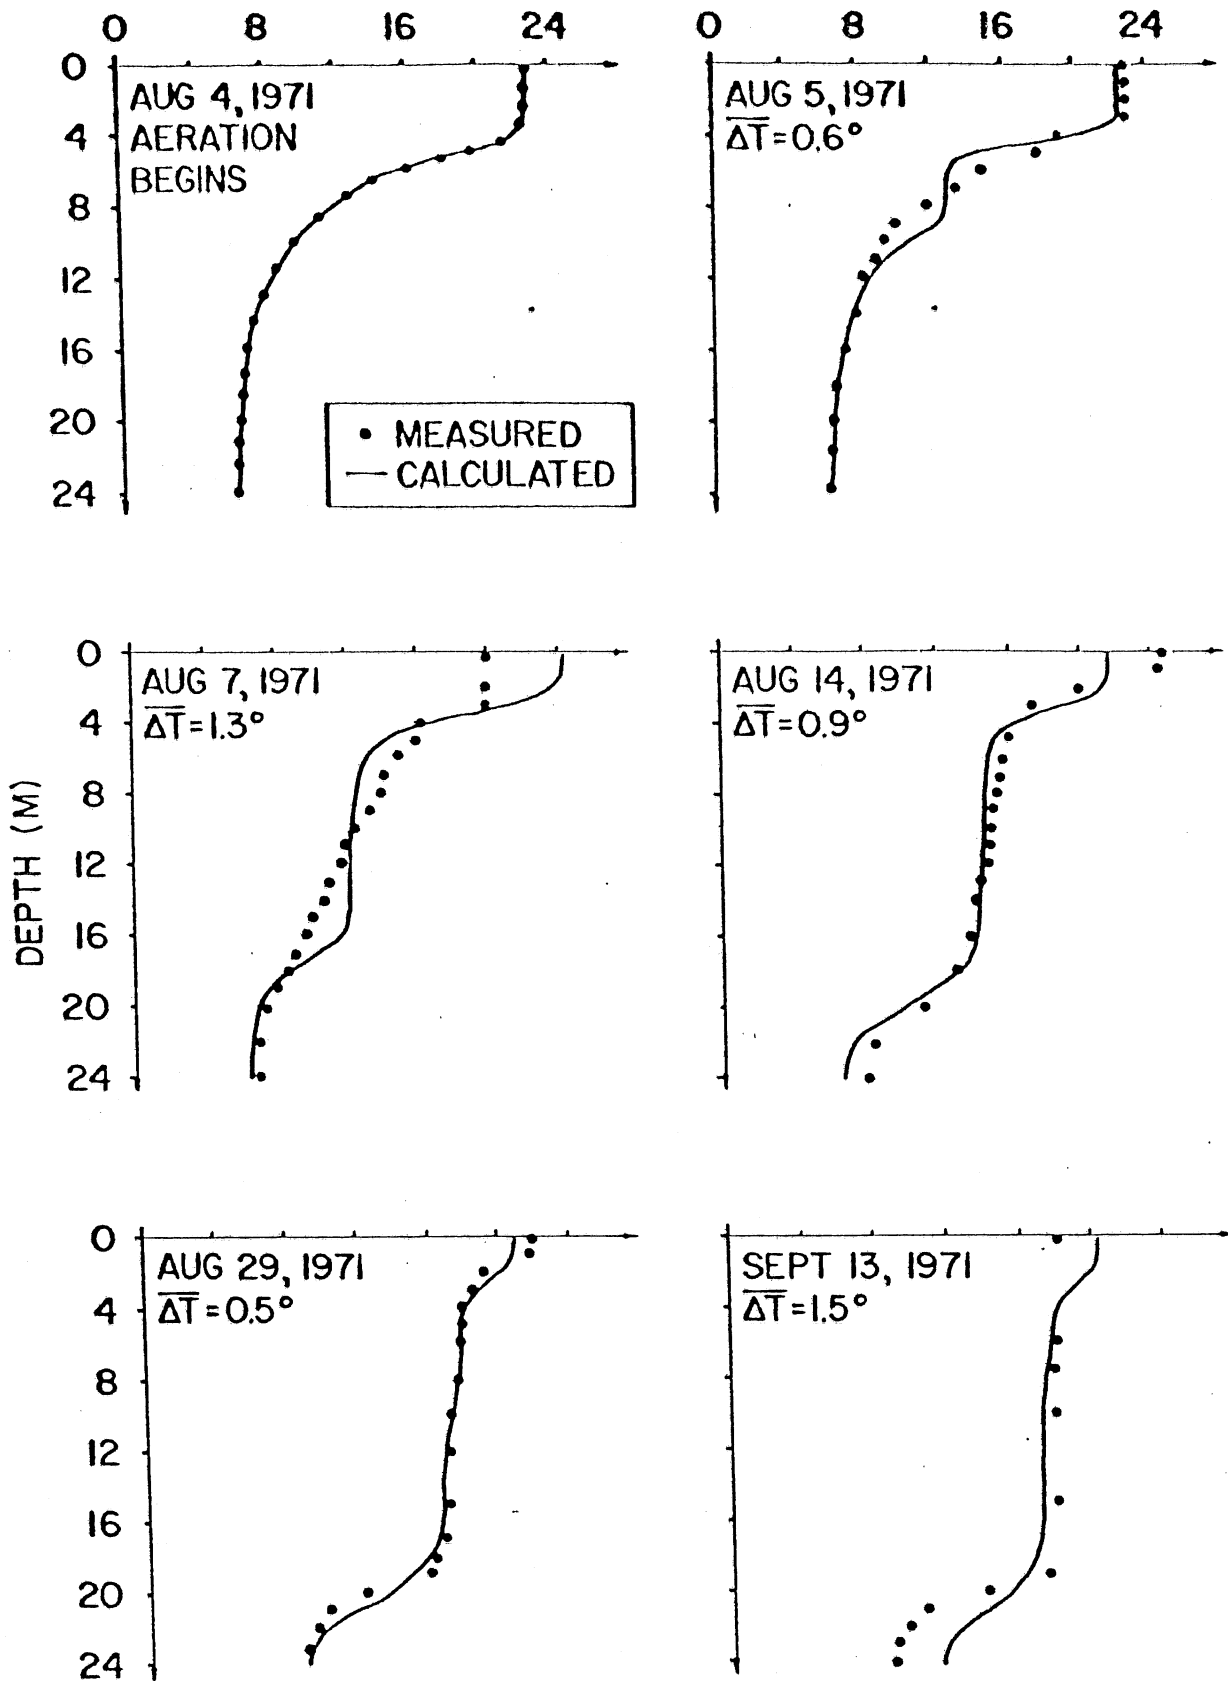 0 8 16 24
0 8 16 24
0
4
8
12
16
20
24
AUG 4, 1971
AERATION
BEGINS
● MEASURED
— CALCULATED
AUG 5, 1971
ΔT̅ = 0.6°
DEPTH (M)
0
4
8
12
16
20
24
AUG 7, 1971
ΔT̅ = 1.3°
AUG 14, 1971
ΔT̅ = 0.9°
0
4
8
12
16
20
24
AUG 29, 1971
ΔT̅ = 0.5°
SEPT 13, 1971
ΔT̅ = 1.5°